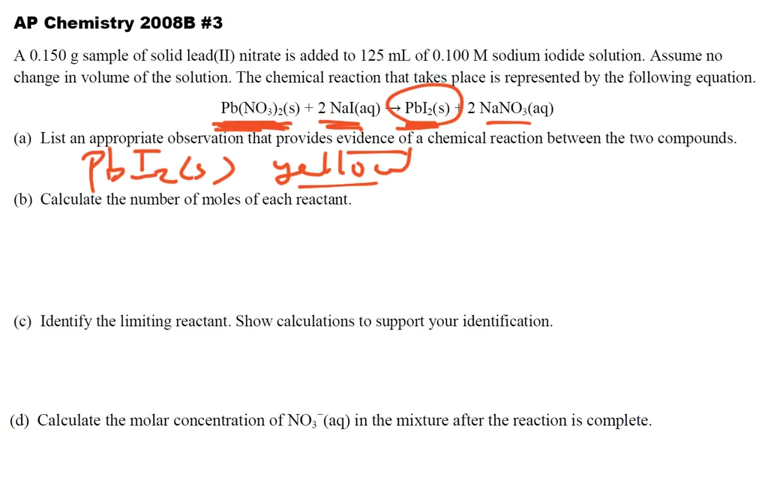 AP Chemistry 2008B #3
A 0.150 g sample of solid lead(II) nitrate is added to 125 mL of 0.100 M sodium iodide solution. Assume no
change in volume of the solution. The chemical reaction that takes place is represented by the following equation.
Pb(NO₃)₂(s) + 2 NaI(aq) → PbI₂(s) + 2 NaNO₃(aq)
(a) List an appropriate observation that provides evidence of a chemical reaction between the two compounds.
PbI₂(s) yellow
(b) Calculate the number of moles of each reactant.
(c) Identify the limiting reactant. Show calculations to support your identification.
(d) Calculate the molar concentration of NO₃⁻(aq) in the mixture after the reaction is complete.